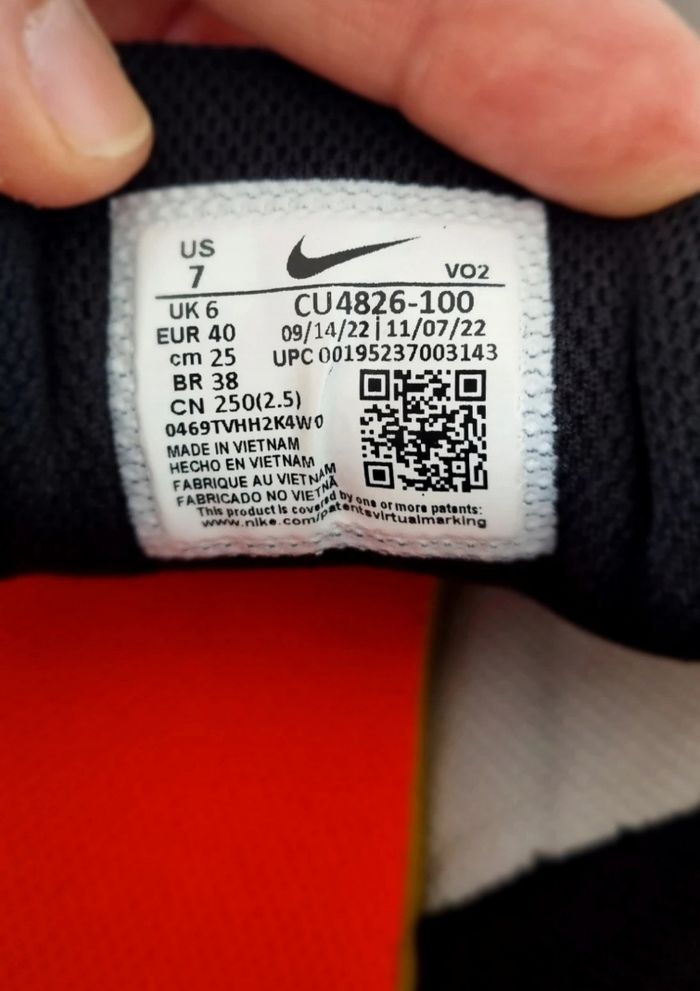 US
7
VO2
UK 6
CU4826-100
EUR 40
09/14/22 | 11/07/22
cm 25
UPC 00195237003143
BR 38
CN 250(2.5)
0469TVHH2K4W0
MADE IN VIETNAM
HECHO EN VIETNAM
FABRIQUE AU VIETNAM
FABRICADO NO VIETNÃ
This product is covered by one or more patents:
www.nike.com/patentsvirtualmarking